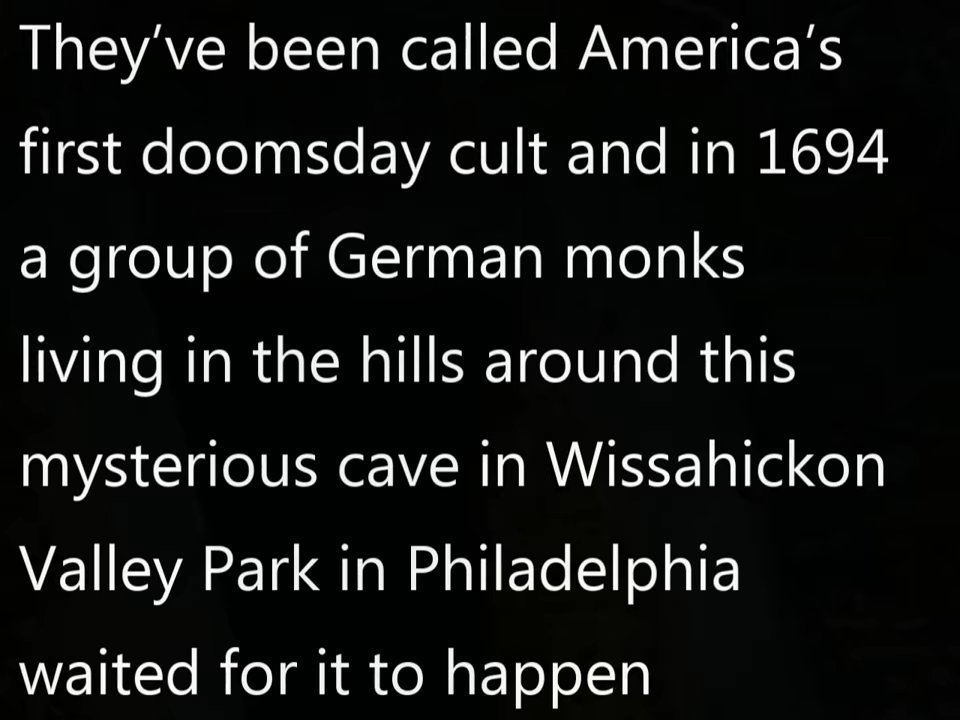 They've been called America's
first doomsday cult and in 1694
a group of German monks
living in the hills around this
mysterious cave in Wissahickon
Valley Park in Philadelphia
waited for it to happen